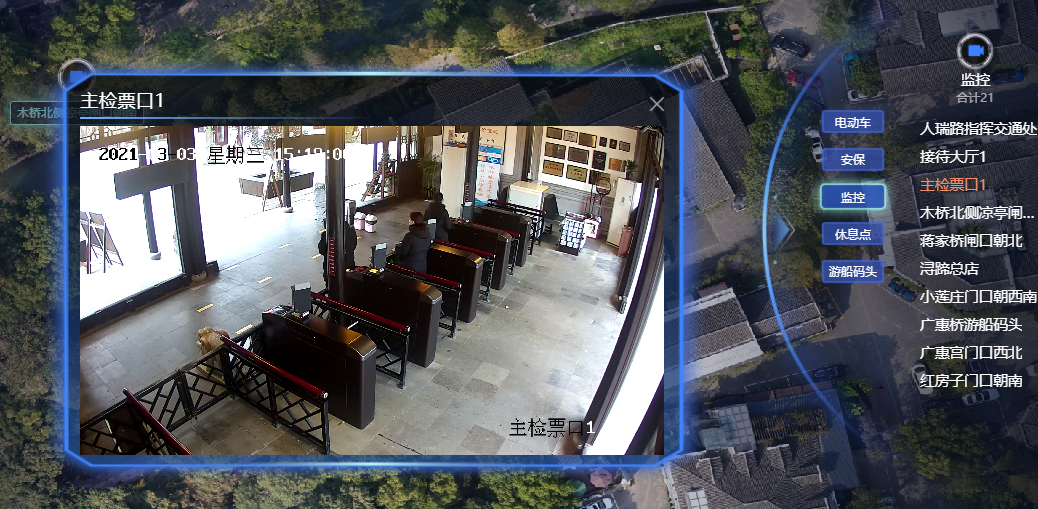 监控
合计21
主检票口1
木桥北侧
电动车
安保
监控
休息点
游船码头
人瑞路指挥交通处
接待大厅1
主检票口1
木桥北侧凉亭闸...
蒋家桥闸口朝北
浔蹄总店
小莲庄门口朝西南
广惠桥游船码头
广惠宫门口西北
红房子门口朝南
星期三 15:18:0
主检票口1